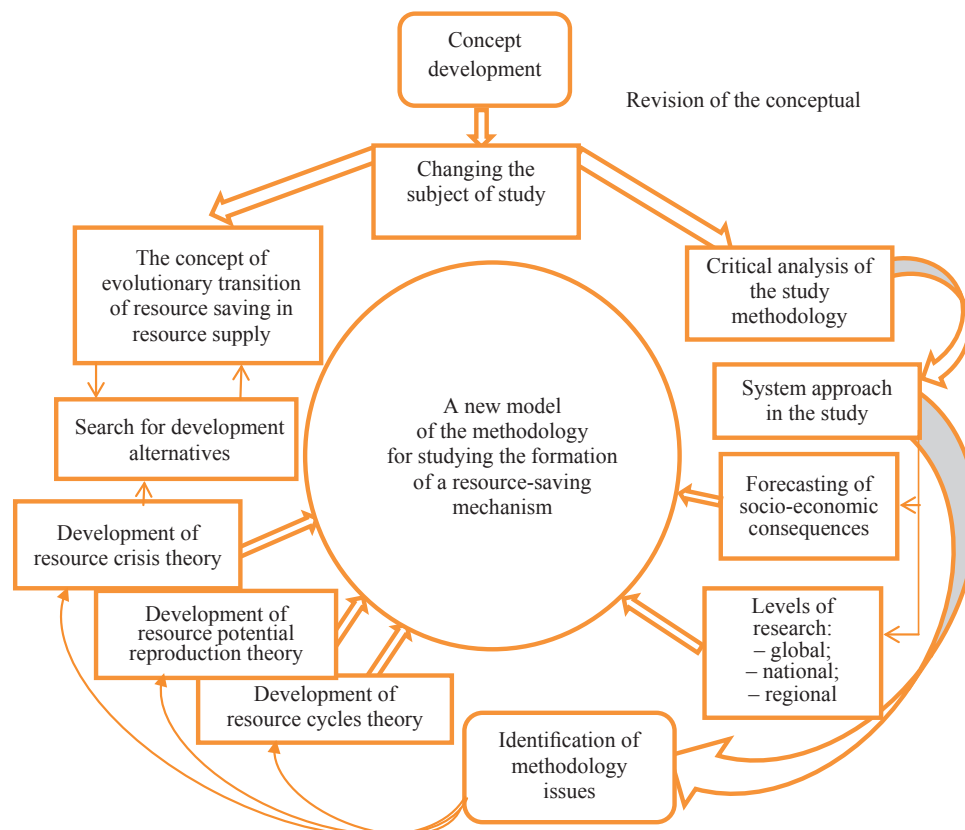 Concept
development
Revision of the conceptual
Changing the
subject of study
The concept of
evolutionary transition
of resource saving in
resource supply
Critical analysis of
the study
methodology
System approach
in the study
Search for development
alternatives
A new model
of the methodology
for studying the formation
of a resource-saving
mechanism
Forecasting of
socio-economic
consequences
Development of
resource crisis theory
Levels of
research:
– global;
– national;
– regional
Development of
resource potential
reproduction theory
Development of
resource cycles theory
Identification of
methodology
issues